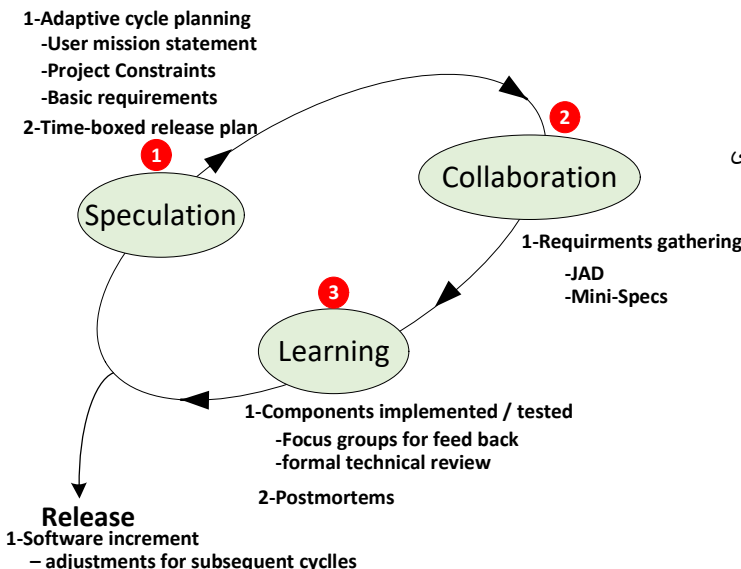 1-Adaptive cycle planning
-User mission statement
-Project Constraints
-Basic requirements
2-Time-boxed release plan
1
Speculation
2
Collaboration
1-Requirments gathering
-JAD
-Mini-Specs
3
Learning
1-Components implemented / tested
-Focus groups for feed back
-formal technical review
2-Postmortems
Release
1-Software increment
– adjustments for subsequent cyclles